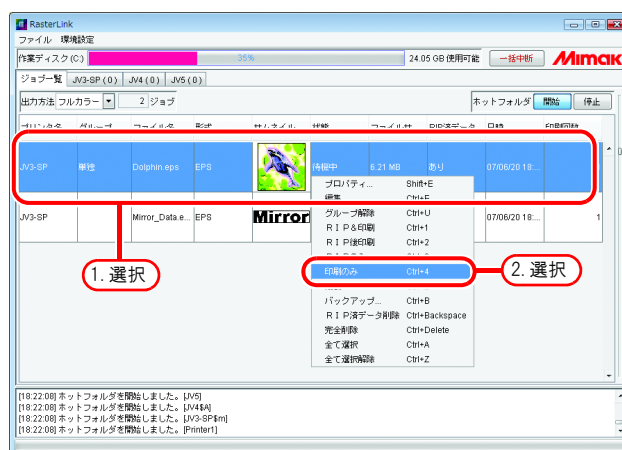 RasterLink
ファイル 環境設定
作業ディスク (C:) 35% 24.05 GB 使用可能 一括中断 Mimaki
ジョブ一覧 JV3-SP ( 0 ) JV4 ( 0 ) JV5 ( 0 )
出力方法 フルカラー 2 ジョブ ホットフォルダ 開始 停止
JV3-SP 単独 Dolphin.eps EPS 待機中 6.21 MB あり 07/06/20 18:...
プロパティ... Shift+E
JV3-SP Mirror_Data.e... EPS Mirror 07/06/20 18:... 1
グループ解除 Ctrl+U
ＲＩＰ＆印刷 Ctrl+1
ＲＩＰ後印刷 Ctrl+2
印刷のみ Ctrl+4
1. 選択
2. 選択
バックアップ... Ctrl+B
ＲＩＰ済データ削除 Ctrl+Backspace
完全削除 Ctrl+Delete
全て選択 Ctrl+A
全て選択解除 Ctrl+Z
[18:22:08] ホットフォルダを開始しました。[JV5]
[18:22:08] ホットフォルダを開始しました。[JV4$A]
[18:22:08] ホットフォルダを開始しました。[JV3-SP$m]
[18:22:08] ホットフォルダを開始しました。[Printer1]